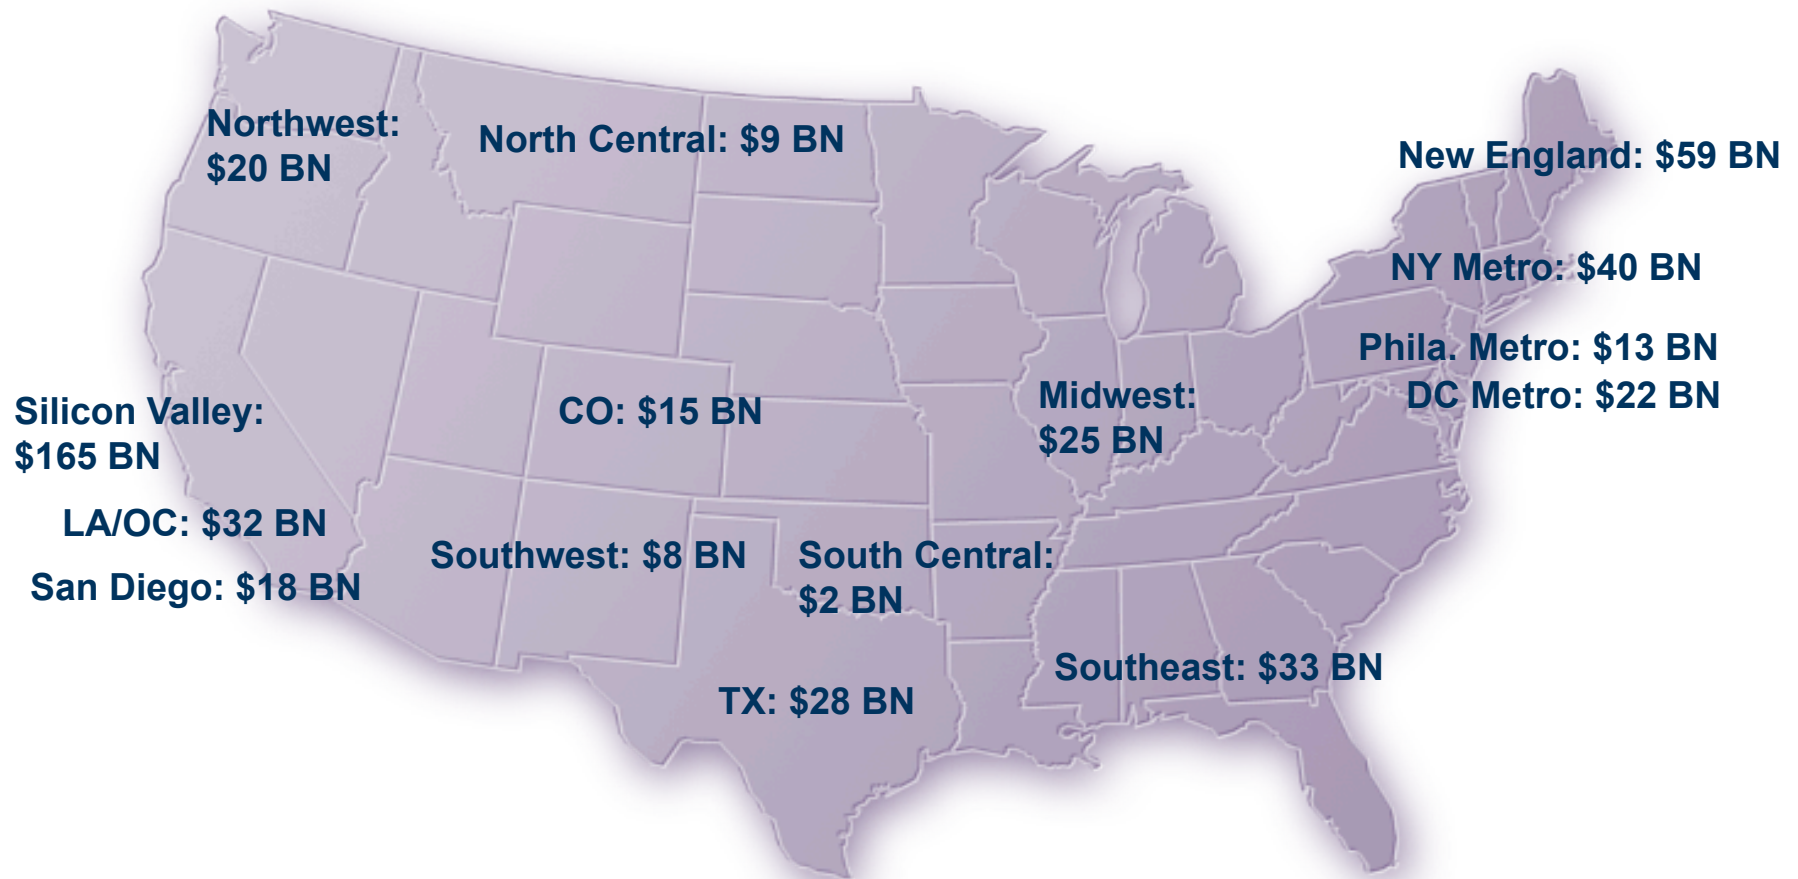 Northwest:
$20 BN
North Central: $9 BN
New England: $59 BN
NY Metro: $40 BN
Phila. Metro: $13 BN
DC Metro: $22 BN
Silicon Valley:
$165 BN
CO: $15 BN
Midwest:
$25 BN
LA/OC: $32 BN
San Diego: $18 BN
Southwest: $8 BN
South Central:
$2 BN
Southeast: $33 BN
TX: $28 BN